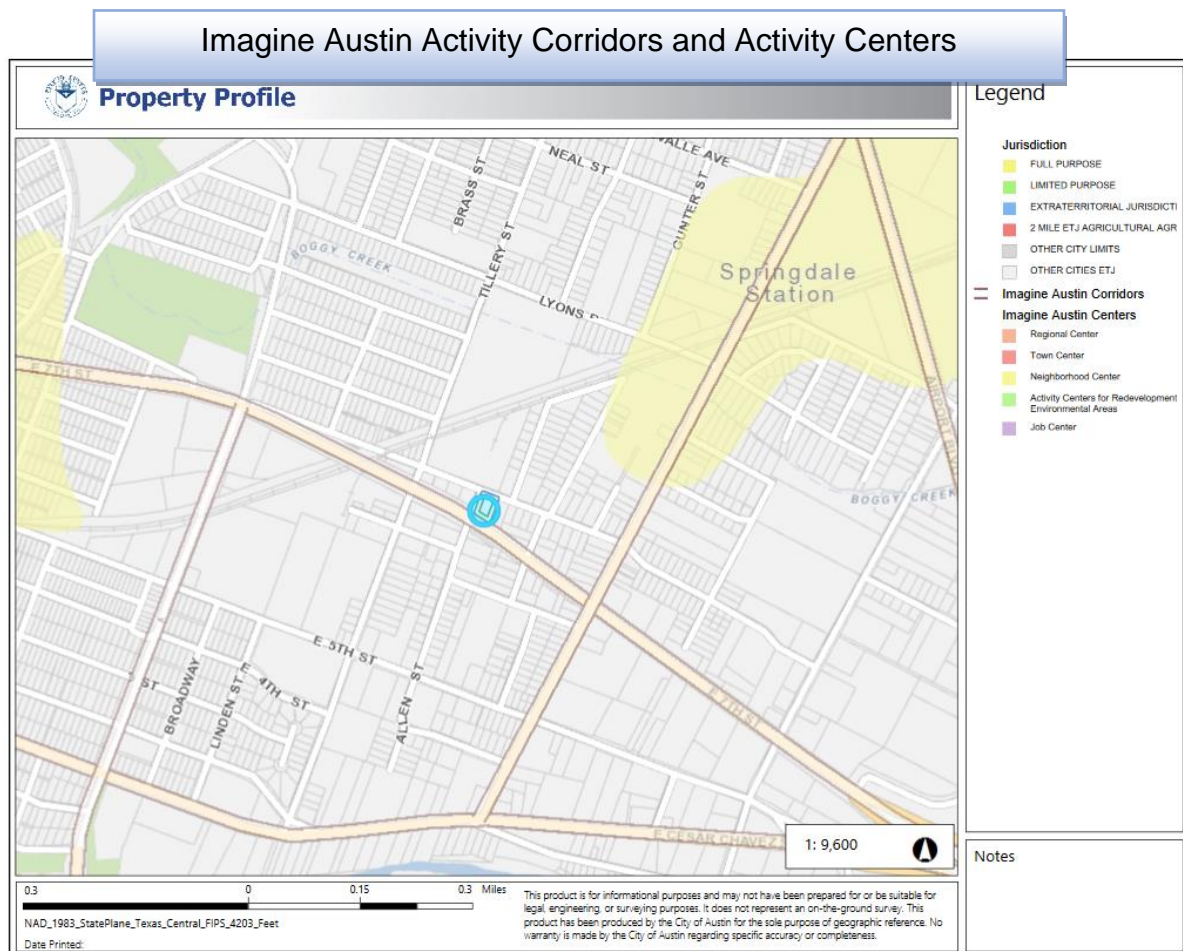 Imagine Austin Activity Corridors and Activity Centers
Property Profile
Legend
Jurisdiction
FULL PURPOSE
LIMITED PURPOSE
EXTRATERRITORIAL JURISDICTI
2 MILE ETJ AGRICULTURAL AGR
OTHER CITY LIMITS
OTHER CITIES ETJ
Imagine Austin Corridors
Imagine Austin Centers
Regional Center
Town Center
Neighborhood Center
Activity Centers for Redevelopment
Environmental Areas
Job Center
VALLE AVE
NEAL ST
BRASS ST
GUNTER ST
TILLERY ST
BOGGY CREEK
Springdale
Station
LYONS
E 7TH ST
AIRPORT BLV
BOGGY CREEK
E 5TH ST
E 4TH ST
ST
BROADWAY
LINDEN ST
ALLEN ST
E 7TH ST
E CESAR CHAVEZ
1: 9,600
Notes
0.3 0 0.15 0.3 Miles
NAD_1983_StatePlane_Texas_Central_FIPS_4203_Feet
Date Printed:
This product is for informational purposes and may not have been prepared for or be suitable for
legal, engineering, or surveying purposes. It does not represent an on-the-ground survey. This
product has been produced by the City of Austin for the sole purpose of geographic reference. No
warranty is made by the City of Austin regarding specific accuracy or completeness.